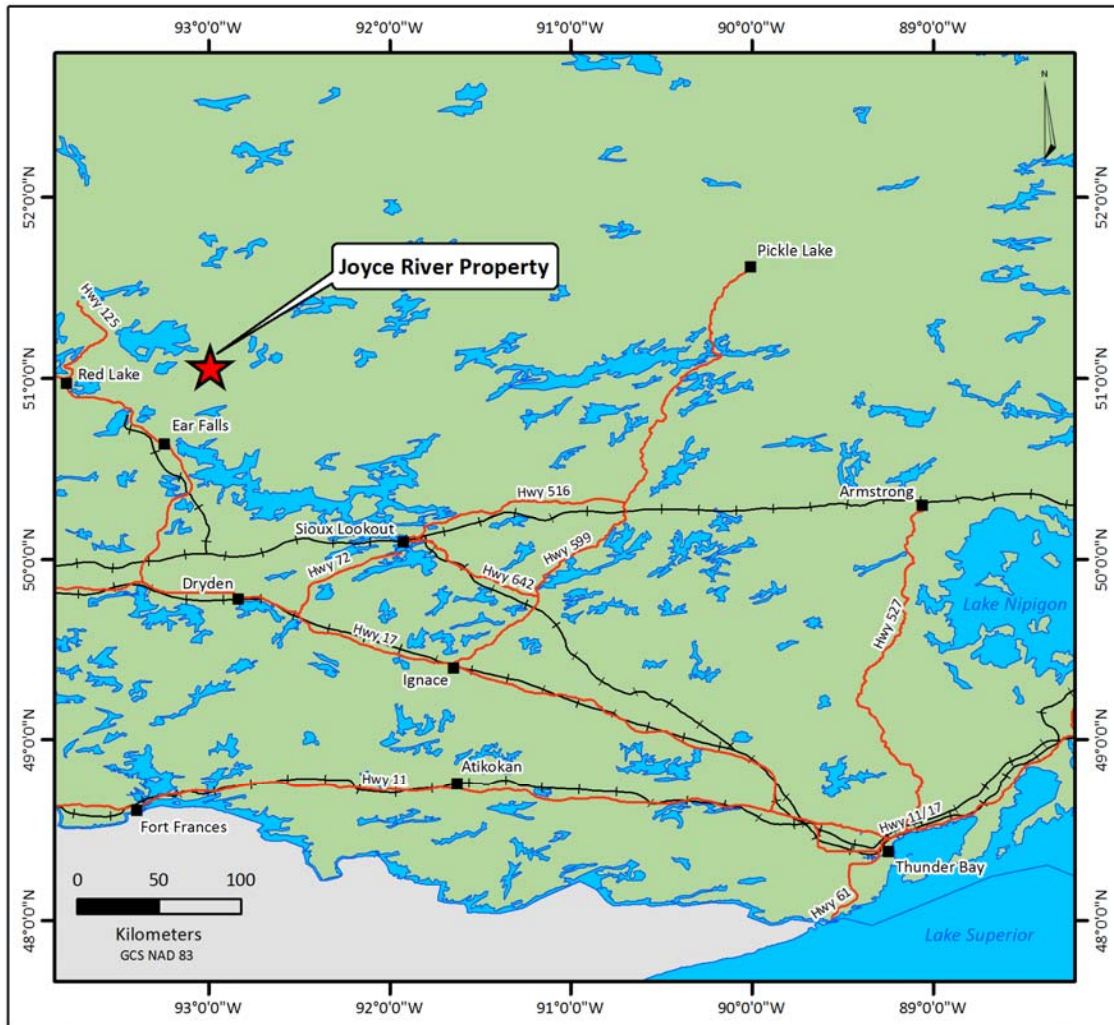 93°0'0"W
92°0'0"W
91°0'0"W
90°0'0"W
89°0'0"W
N
52°0'0"N
52°0'0"N
Pickle Lake
Joyce River Property
Hwy 125
Red Lake
51°0'0"N
51°0'0"N
Ear Falls
Hwy 516
Armstrong
Sioux Lookout
Hwy 599
50°0'0"N
50°0'0"N
Hwy 72
Hwy 642
Dryden
Lake Nipigon
Hwy 527
Hwy 17
Ignace
49°0'0"N
49°0'0"N
Atikokan
Hwy 11
Fort Frances
Hwy 11/17
Thunder Bay
0 50 100
Hwy 61
48°0'0"N
48°0'0"N
Kilometers
Lake Superior
GCS NAD 83
93°0'0"W
92°0'0"W
91°0'0"W
90°0'0"W
89°0'0"W